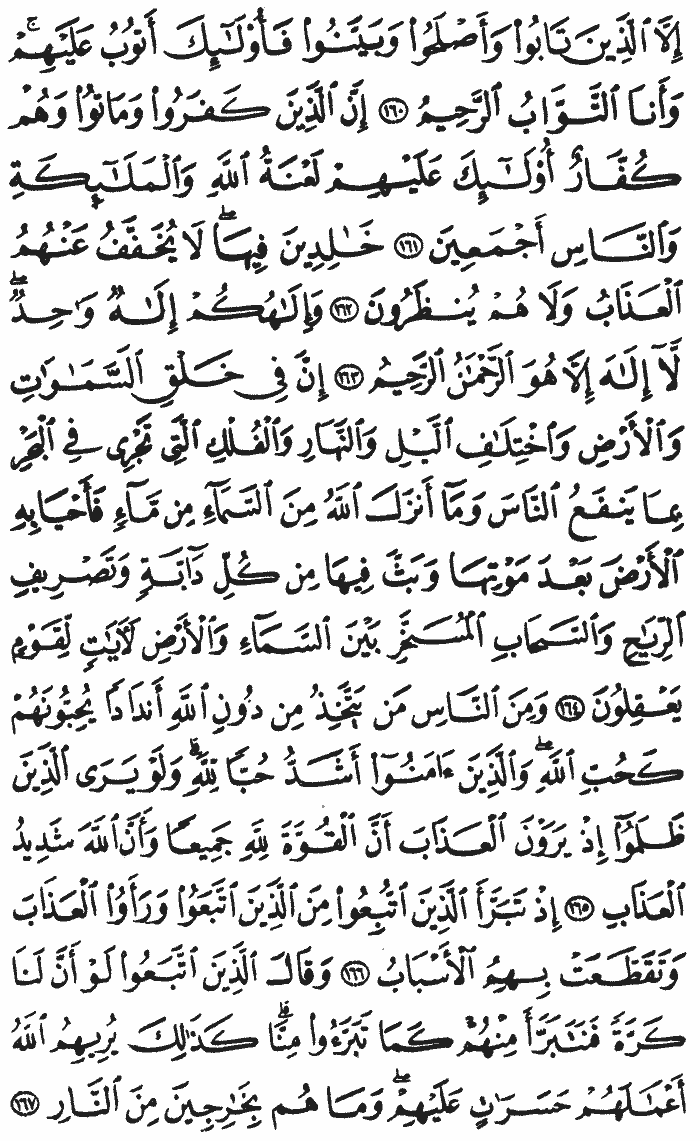 إِلَّا ٱلَّذِينَ تَابُوا۟ وَأَصْلَحُوا۟ وَبَيَّنُوا۟ فَأُو۟لَٰٓئِكَ أَتُوبُ عَلَيْهِمْ ۚ
وَأَنَا ٱلتَّوَّابُ ٱلرَّحِيمُ ١٦٠ إِنَّ ٱلَّذِينَ كَفَرُوا۟ وَمَاتُوا۟ وَهُمْ
كُفَّارٌ أُو۟لَٰٓئِكَ عَلَيْهِمْ لَعْنَةُ ٱللَّهِ وَٱلْمَلَٰٓئِكَةِ
وَٱلنَّاسِ أَجْمَعِينَ ١٦١ خَٰلِدِينَ فِيهَا ۖ لَا يُخَفَّفُ عَنْهُمُ
ٱلْعَذَابُ وَلَا هُمْ يُنظَرُونَ ١٦٢ وَإِلَٰهُكُمْ إِلَٰهٌ وَٰحِدٌ ۖ
لَّآ إِلَٰهَ إِلَّا هُوَ ٱلرَّحْمَٰنُ ٱلرَّحِيمُ ١٦٣ إِنَّ فِى خَلْقِ ٱلسَّمَٰوَٰتِ
وَٱلْأَرْضِ وَٱخْتِلَٰفِ ٱلَّيْلِ وَٱلنَّهَارِ وَٱلْفُلْكِ ٱلَّتِى تَجْرِى فِى ٱلْبَحْرِ
بِمَا يَنفَعُ ٱلنَّاسَ وَمَآ أَنزَلَ ٱللَّهُ مِنَ ٱلسَّمَآءِ مِن مَّآءٍ فَأَحْيَا بِهِ
ٱلْأَرْضَ بَعْدَ مَوْتِهَا وَبَثَّ فِيهَا مِن كُلِّ دَآبَّةٍ وَتَصْرِيفِ
ٱلرِّيَٰحِ وَٱلسَّحَابِ ٱلْمُسَخَّرِ بَيْنَ ٱلسَّمَآءِ وَٱلْأَرْضِ لَءَايَٰتٍ لِّقَوْمٍ
يَعْقِلُونَ ١٦٤ وَمِنَ ٱلنَّاسِ مَن يَتَّخِذُ مِن دُونِ ٱللَّهِ أَندَادًا يُحِبُّونَهُمْ
كَحُبِّ ٱللَّهِ ۖ وَٱلَّذِينَ ءَامَنُوٓا۟ أَشَدُّ حُبًّا لِّلَّهِ ۗ وَلَوْ يَرَى ٱلَّذِينَ
ظَلَمُوٓا۟ إِذْ يَرَوْنَ ٱلْعَذَابَ أَنَّ ٱلْقُوَّةَ لِلَّهِ جَمِيعًا وَأَنَّ ٱللَّهَ شَدِيدُ
ٱلْعَذَابِ ١٦٥ إِذْ تَبَرَّأَ ٱلَّذِينَ ٱتُّبِعُوا۟ مِنَ ٱلَّذِينَ ٱتَّبَعُوا۟ وَرَأَوُا۟ ٱلْعَذَابَ
وَتَقَطَّعَتْ بِهِمُ ٱلْأَسْبَابُ ١٦٦ وَقَالَ ٱلَّذِينَ ٱتَّبَعُوا۟ لَوْ أَنَّ لَنَا
كَرَّةً فَنَتَبَرَّأَ مِنْهُمْ كَمَا تَبَرَّءُوا۟ مِنَّا ۗ كَذَٰلِكَ يُرِيهِمُ ٱللَّهُ
أَعْمَٰلَهُمْ حَسَرَٰتٍ عَلَيْهِمْ ۖ وَمَا هُم بِخَٰرِجِينَ مِنَ ٱلنَّارِ ١٦٧